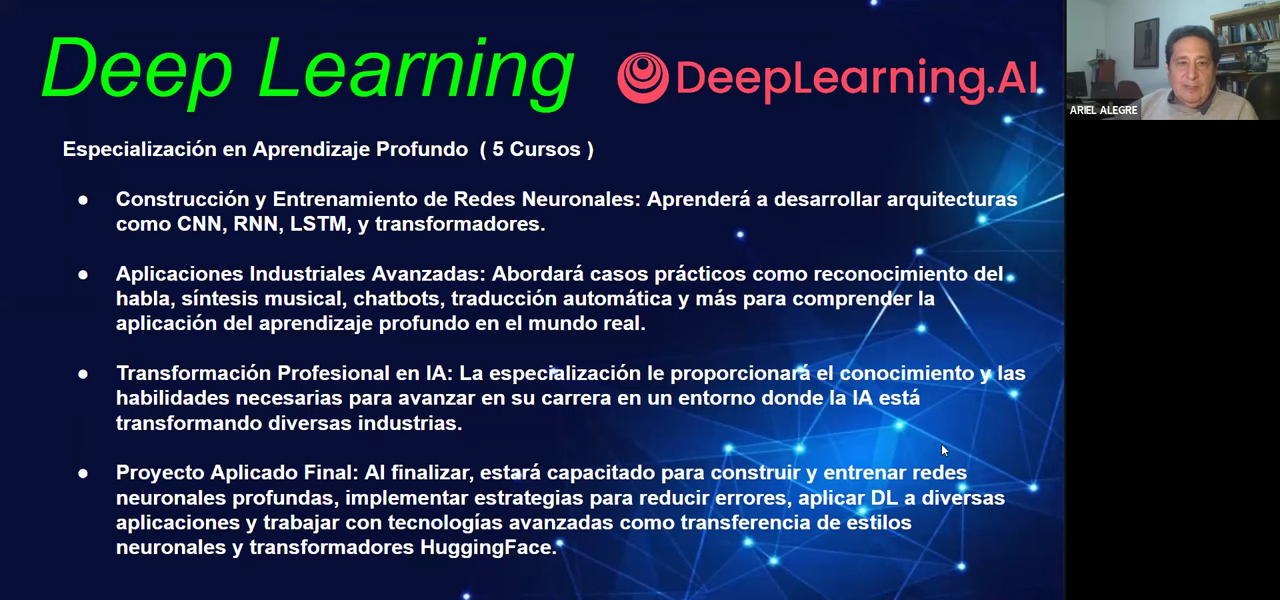 Deep Learning
DeepLearning.AI
ARIEL ALEGRE
Especialización en Aprendizaje Profundo ( 5 Cursos )
● Construcción y Entrenamiento de Redes Neuronales: Aprenderá a desarrollar arquitecturas
como CNN, RNN, LSTM, y transformadores.
● Aplicaciones Industriales Avanzadas: Abordará casos prácticos como reconocimiento del
habla, síntesis musical, chatbots, traducción automática y más para comprender la
aplicación del aprendizaje profundo en el mundo real.
● Transformación Profesional en IA: La especialización le proporcionará el conocimiento y las
habilidades necesarias para avanzar en su carrera en un entorno donde la IA está
transformando diversas industrias.
● Proyecto Aplicado Final: Al finalizar, estará capacitado para construir y entrenar redes
neuronales profundas, implementar estrategias para reducir errores, aplicar DL a diversas
aplicaciones y trabajar con tecnologías avanzadas como transferencia de estilos
neuronales y transformadores HuggingFace.